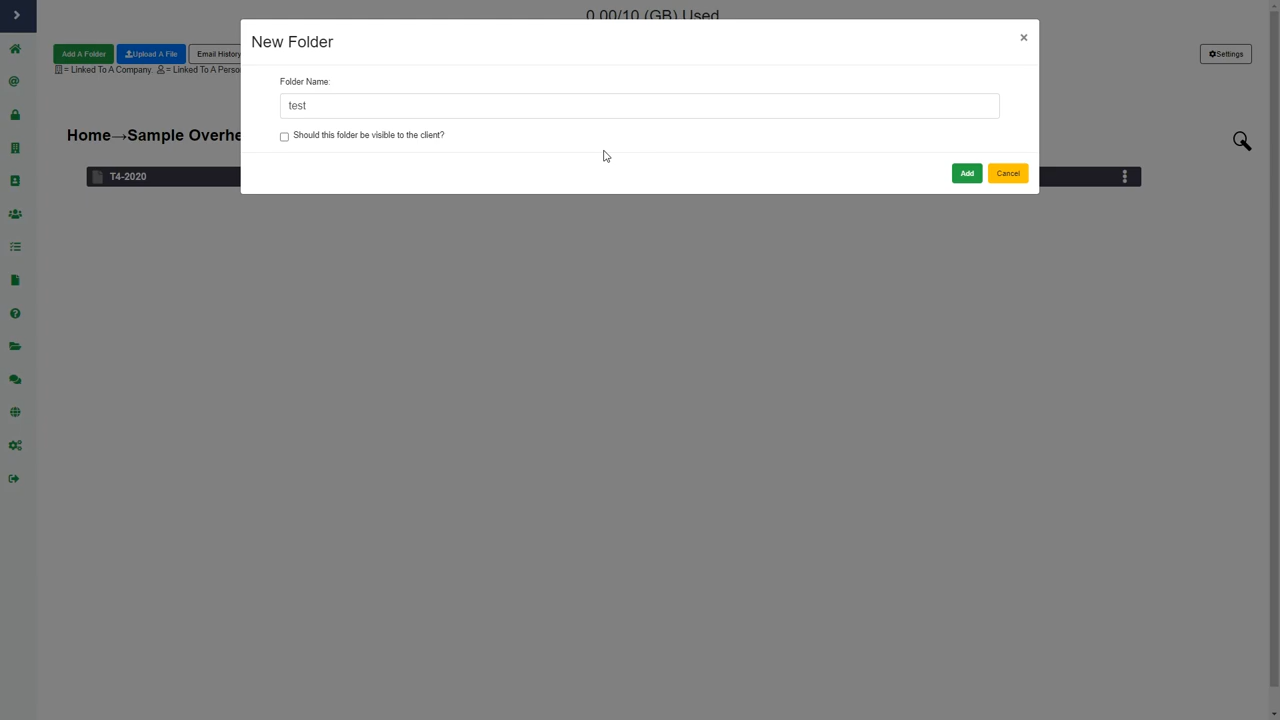 0.00/10 (GB) Used
New Folder
×
Add A Folder
Upload A File
Email History
Settings
= Linked To A Company.
= Linked To A Perso
Folder Name:
test
Should this folder be visible to the client?
Home→Sample Overhe
T4-2020
Add
Cancel